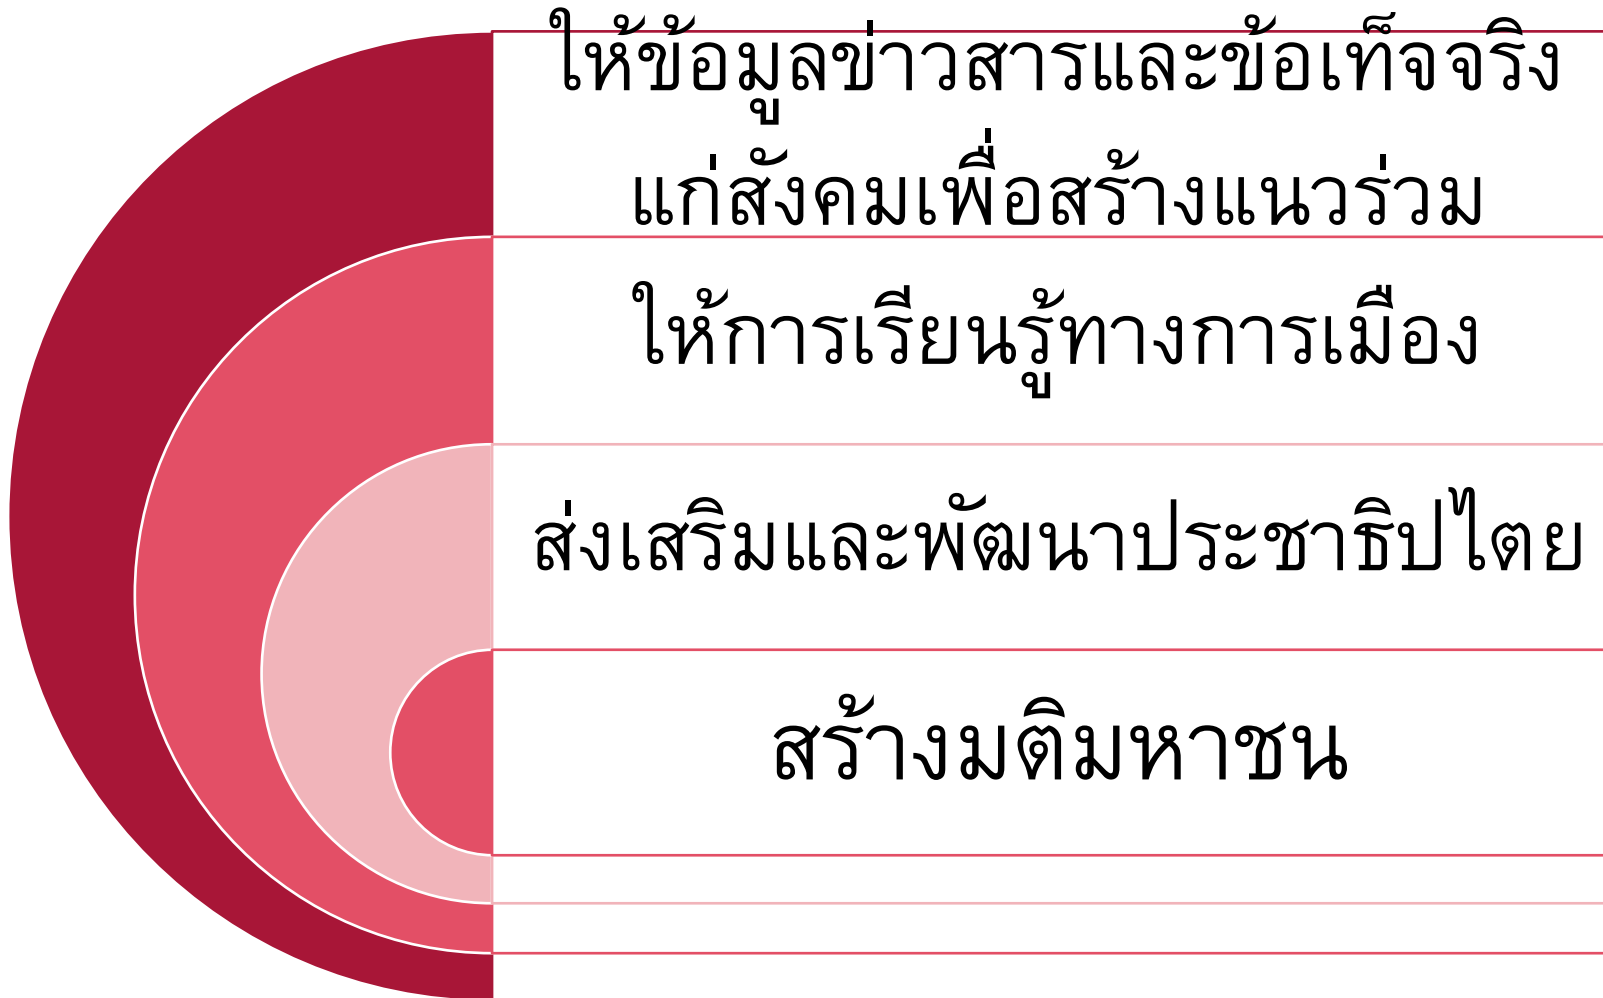 ให้ข้อมูลข่าวสารและข้อเท็จจริง
แก่สังคมเพื่อสร้างแนวร่วม
ให้การเรียนรู้ทางการเมือง
ส่งเสริมและพัฒนาประชาธิปไตย
สร้างมติมหาชน